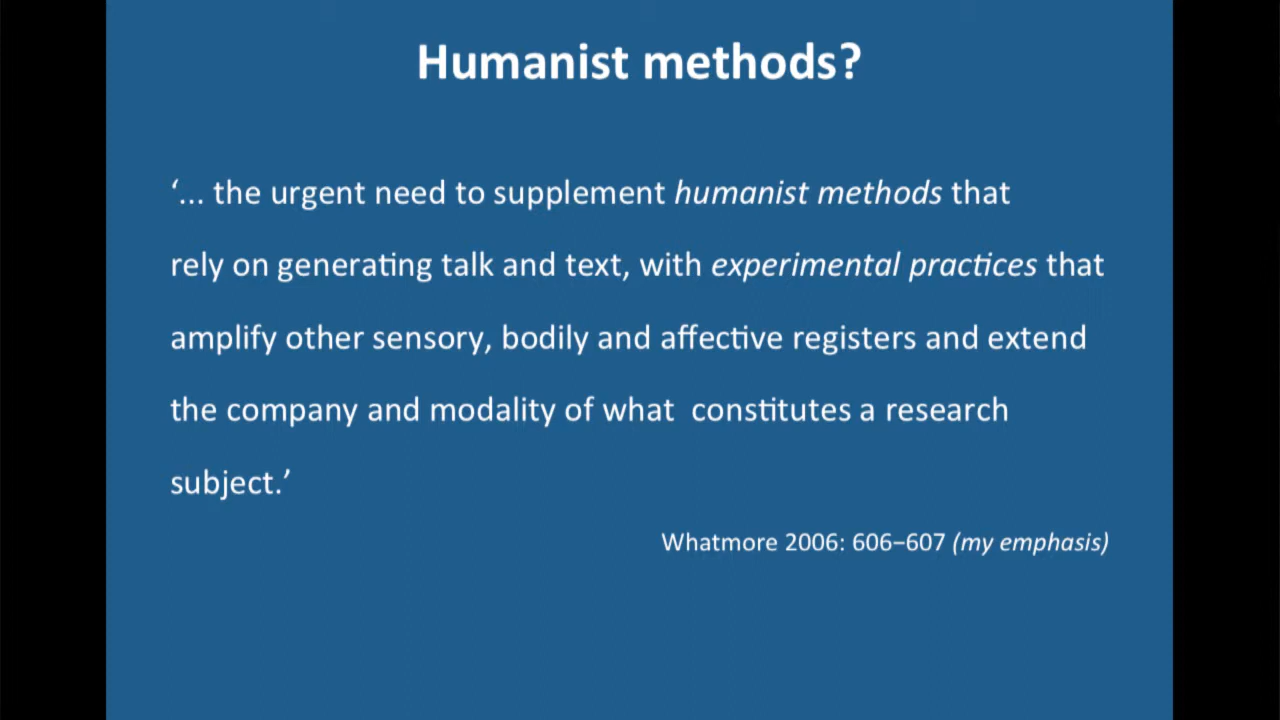 Humanist methods?
‘... the urgent need to supplement humanist methods that
rely on generating talk and text, with experimental practices that
amplify other sensory, bodily and affective registers and extend
the company and modality of what  constitutes a research
subject.’
Whatmore 2006: 606–607 (my emphasis)